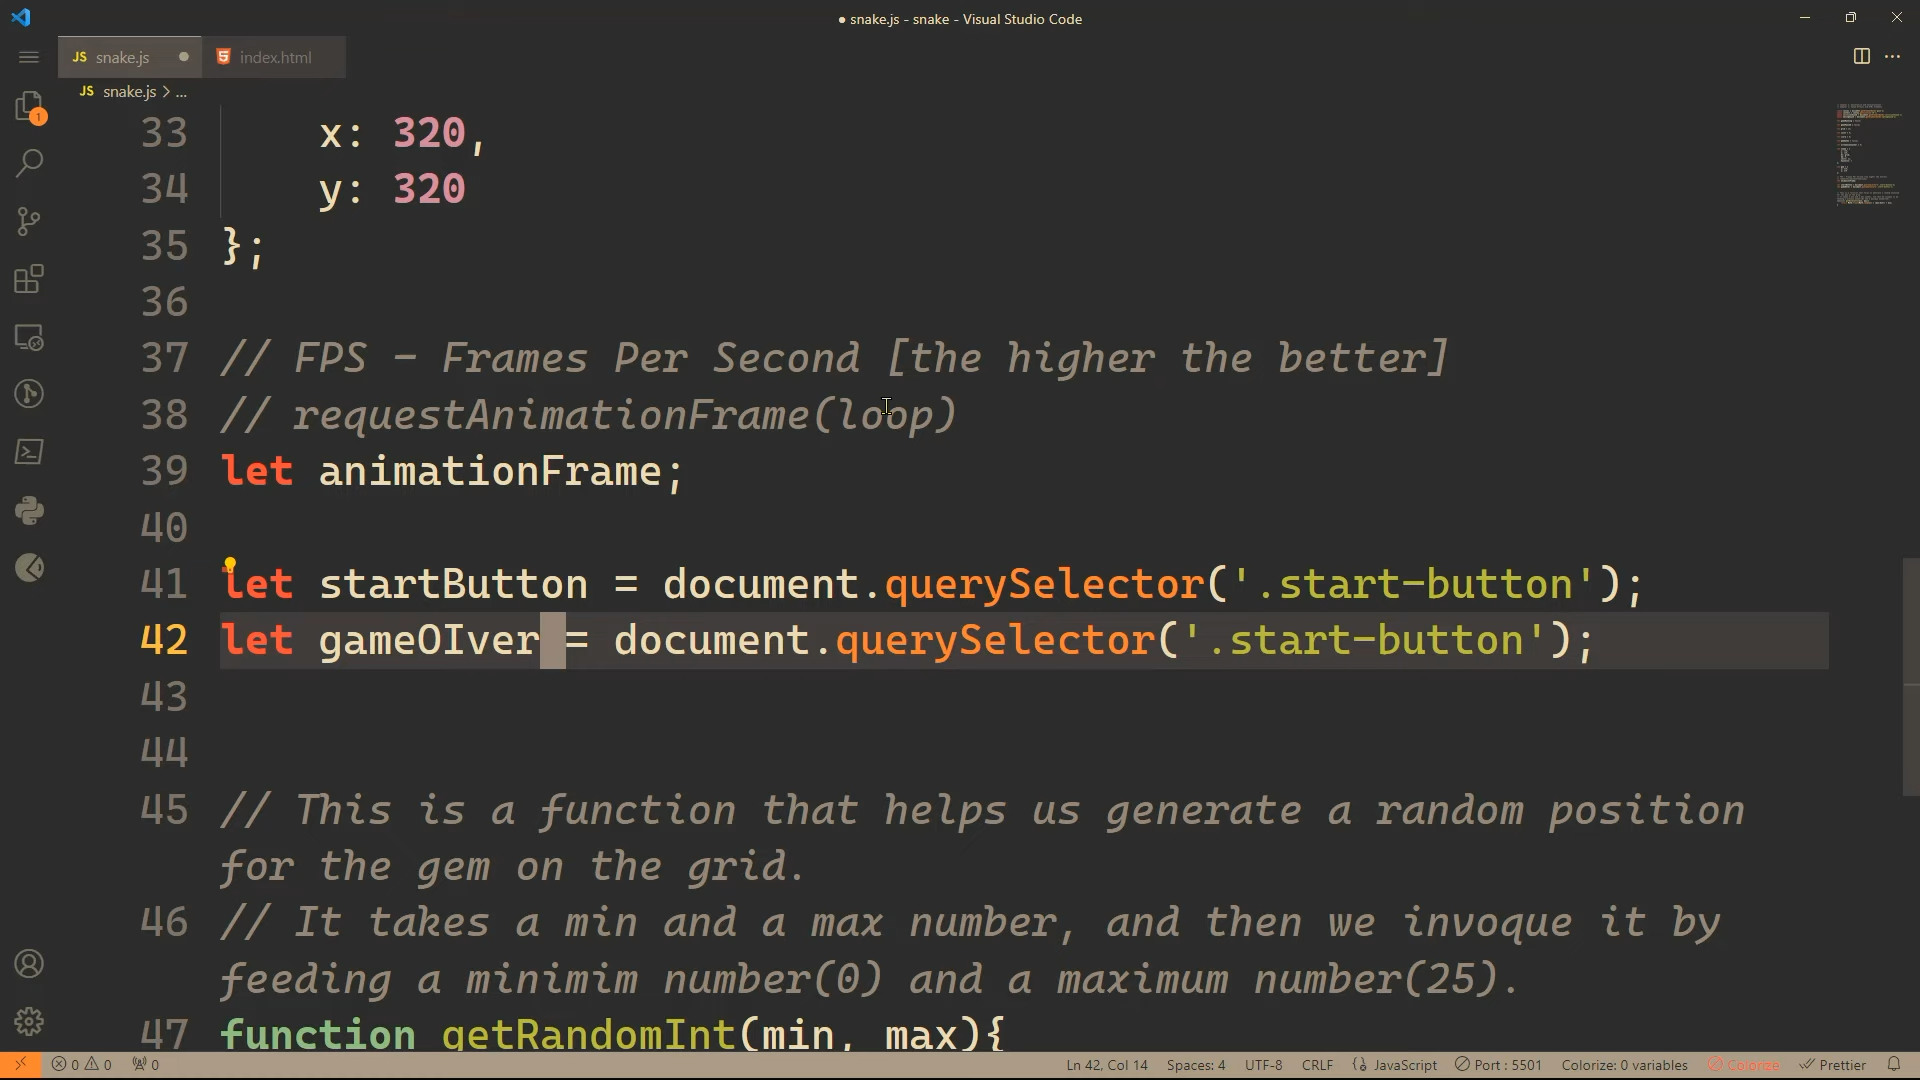 ● snake.js - snake - Visual Studio Code
JS snake.js ●
index.html
JS snake.js > ...
33 x: 320,
34 y: 320
35 };
36
37 // FPS - Frames Per Second [the higher the better]
38 // requestAnimationFrame(loop)
39 let animationFrame;
40
41 let startButton = document.querySelector('.start-button');
42 let gameOIver = document.querySelector('.start-button');
43
44
45 // This is a function that helps us generate a random position
for the gem on the grid.
46 // It takes a min and a max number, and then we invoque it by
feeding a minimim number(0) and a maximum number(25).
47 function getRandomInt(min, max){
1
0 0 0 Ln 42, Col 14 Spaces: 4 UTF-8 CRLF JavaScript Port : 5501 Colorize: 0 variables Colorize Prettier